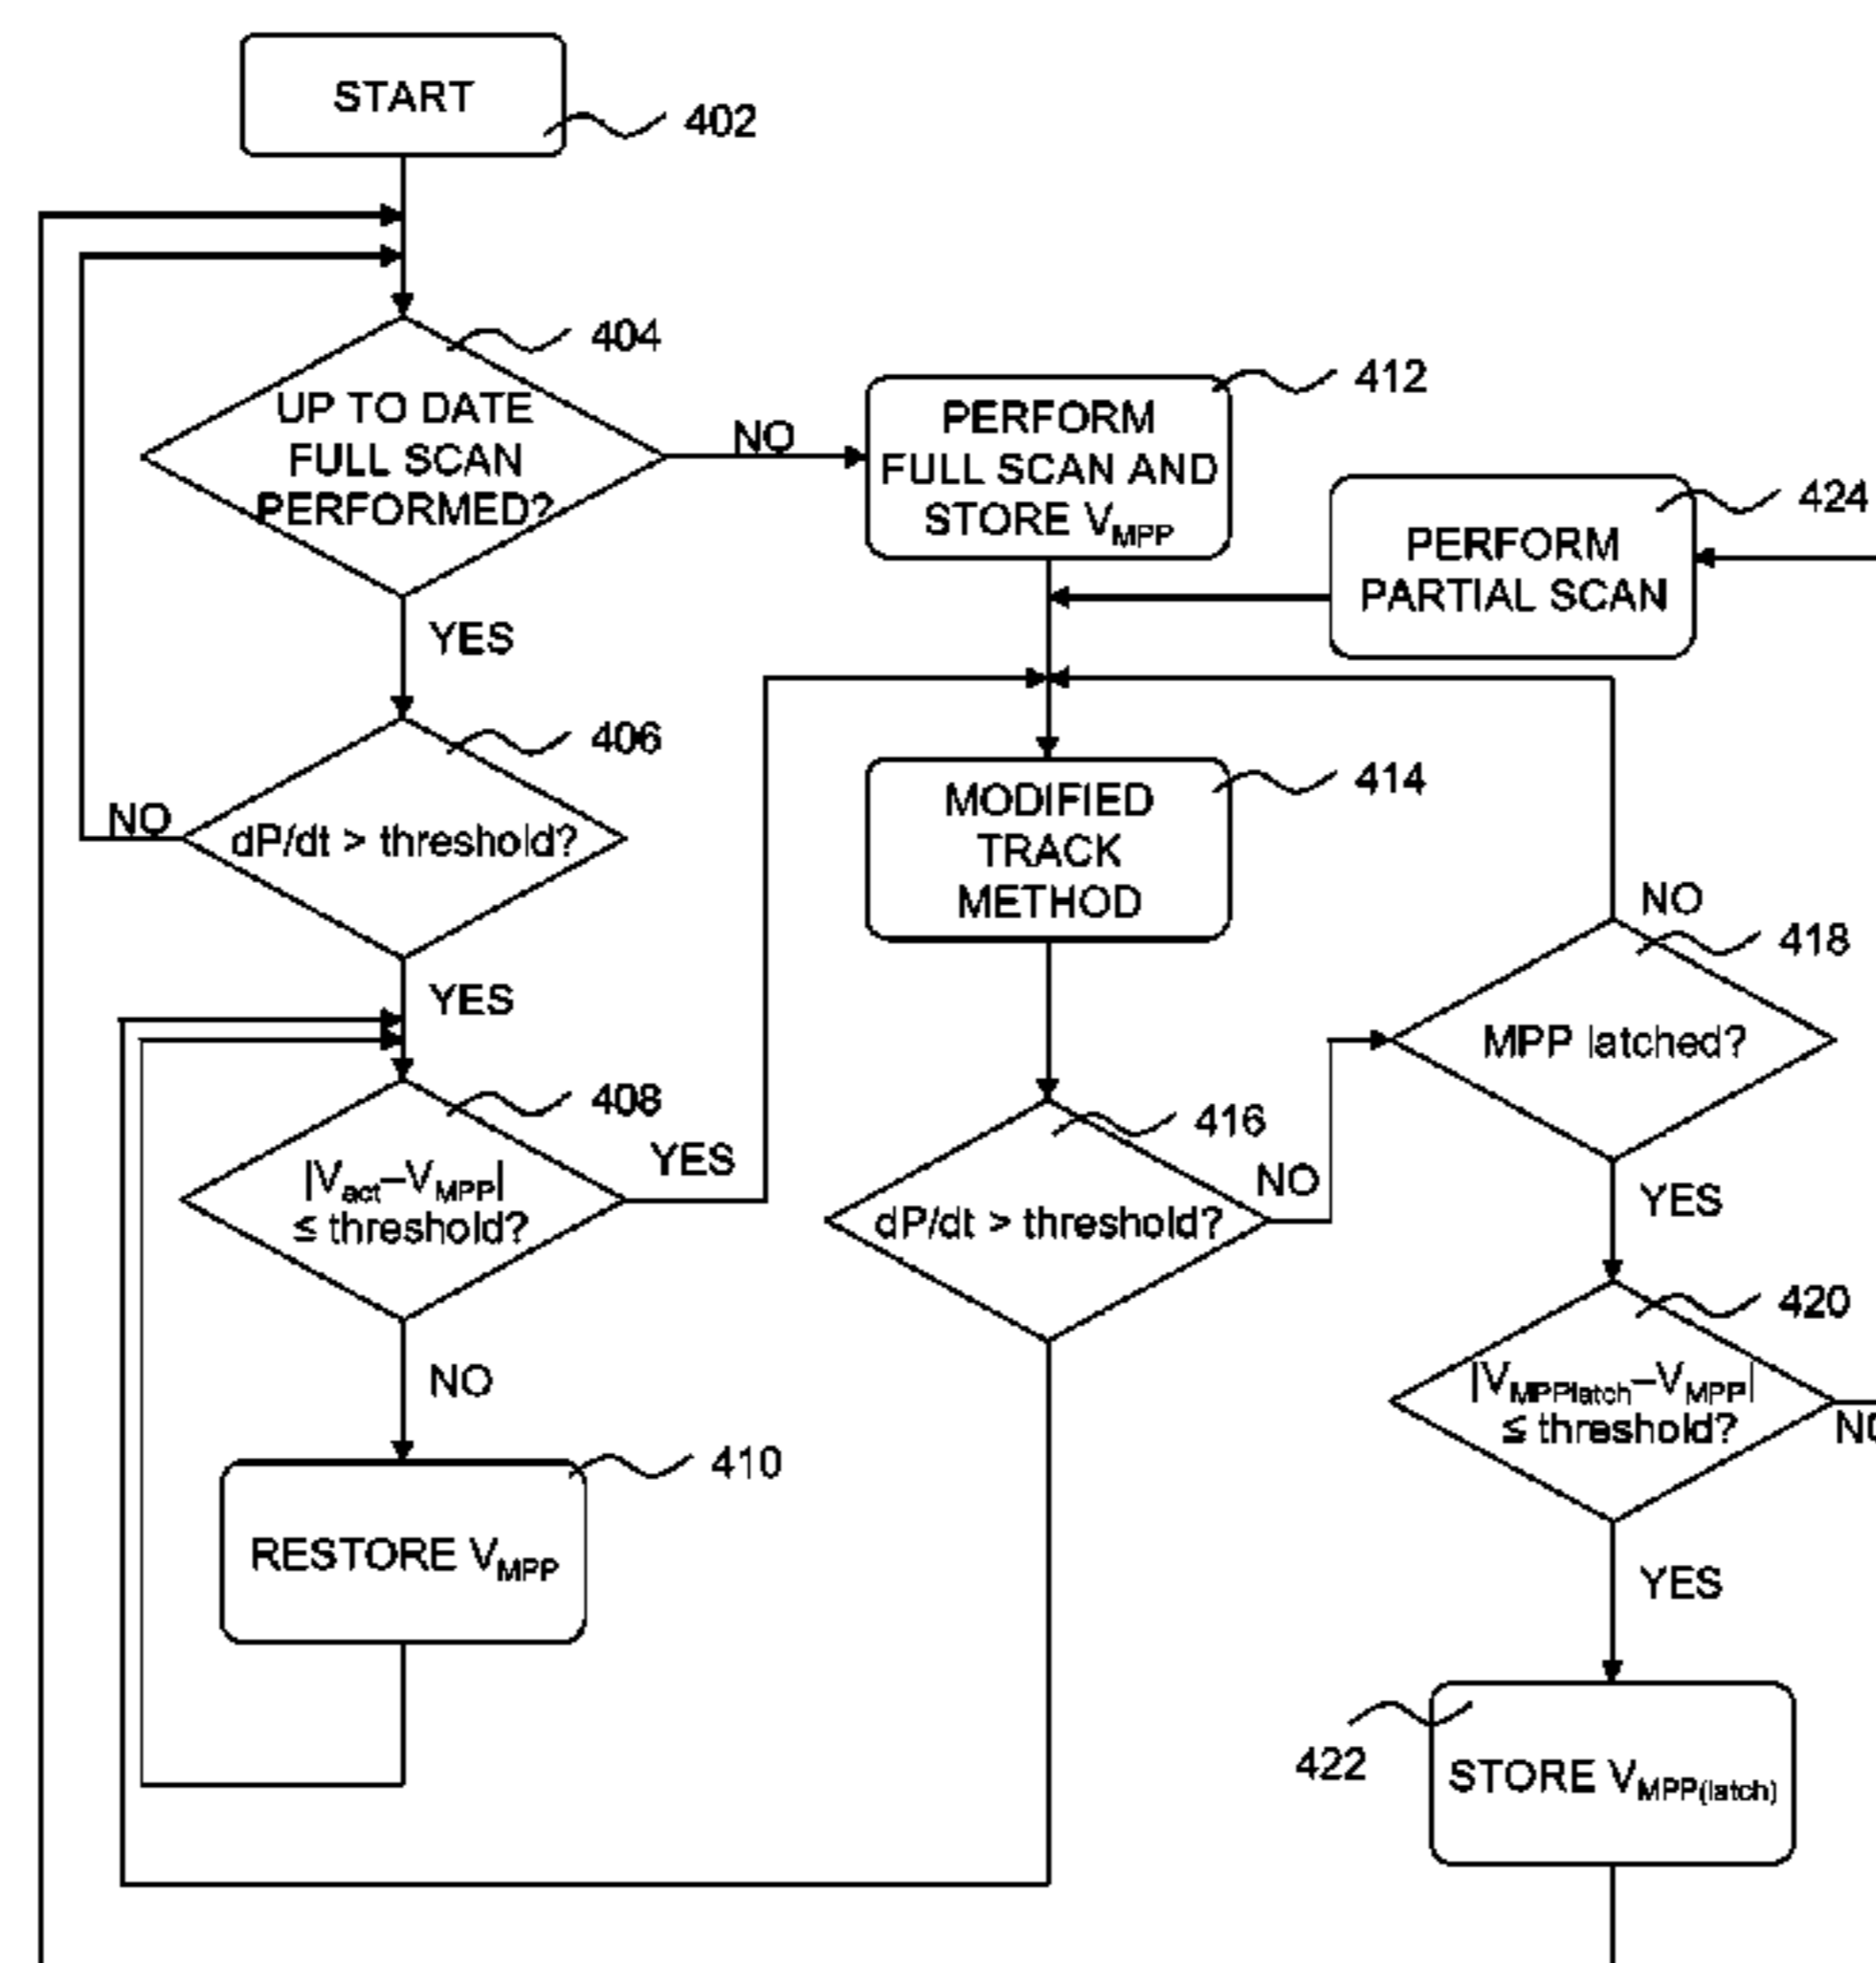 START
402
404
UP TO DATE
FULL SCAN
PERFORMED?
NO
YES
412
PERFORM
FULL SCAN AND
STORE VMPP
424
PERFORM
PARTIAL SCAN
406
dP/dt > threshold?
NO
YES
408
|Vact–VMPP|
≤ threshold?
YES
NO
410
RESTORE VMPP
414
MODIFIED
TRACK
METHOD
416
dP/dt > threshold?
NO
418
MPP latched?
NO
YES
420
|VMPPlatch–VMPP|
≤ threshold?
YES
422
STORE VMPP(latch)